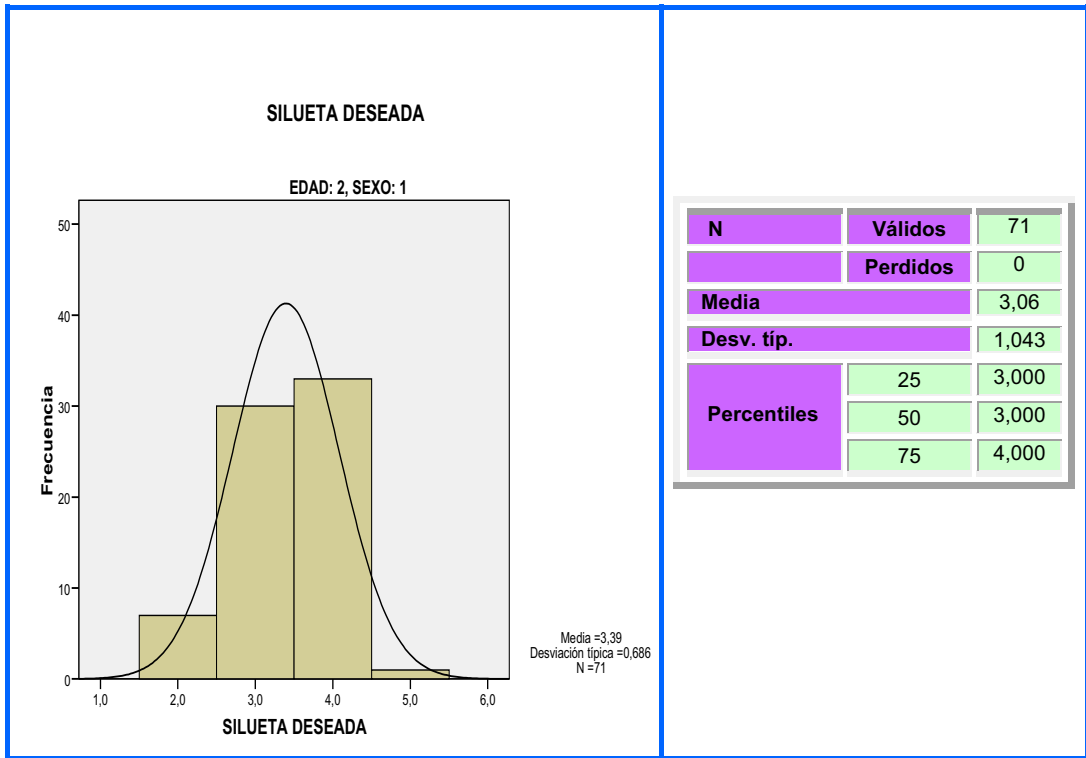 SILUETA DESEADA
EDAD: 2, SEXO: 1
Frecuencia
50
40
30
20
10
0
1,0 2,0 3,0 4,0 5,0 6,0
SILUETA DESEADA
Media =3,39
Desviación típica =0,686
N =71
N Válidos 71
Perdidos 0
Media 3,06
Desv. típ. 1,043
Percentiles
25 3,000
50 3,000
75 4,000